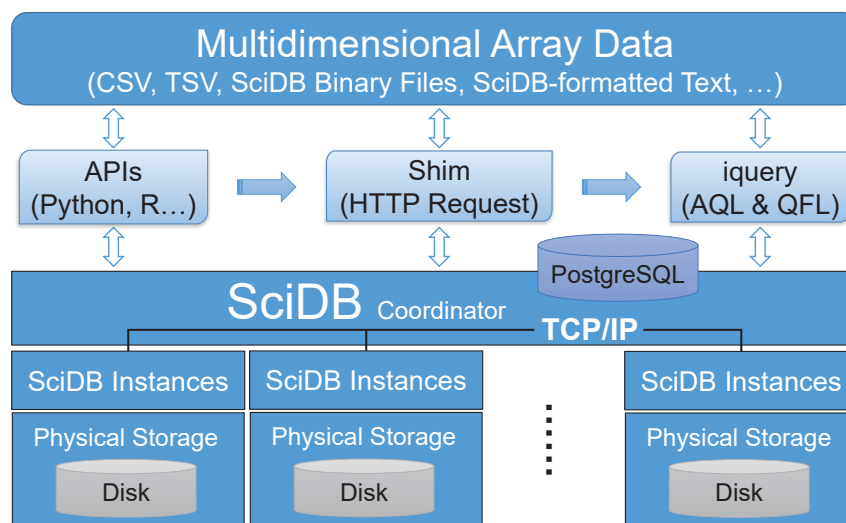 Multidimensional Array Data
(CSV, TSV, SciDB Binary Files, SciDB-formatted Text, …)
APIs
(Python, R…)
Shim
(HTTP Request)
iquery
(AQL & QFL)
PostgreSQL
SciDB Coordinator
TCP/IP
SciDB Instances
SciDB Instances
SciDB Instances
Physical Storage
Physical Storage
Physical Storage
Disk
Disk
Disk